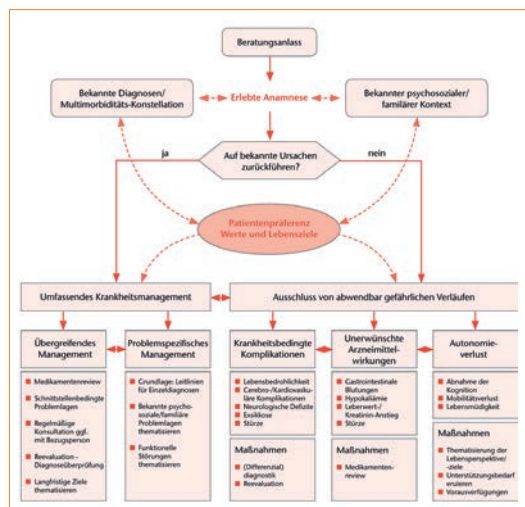 Beratungsanlass
Bekannte Diagnosen/
Multimorbiditäts-Konstellation
Erlebte Anamnese
Bekannter psychosozialer/
familärer Kontext
ja
Auf bekannte Ursachen
zurückführen?
nein
Patientenpräferenz
Werte und Lebensziele
Umfassendes Krankheitsmanagement
Ausschluss von abwendbar gefährlichen Verläufen
Übergreifendes
Management
Medikamentenreview
Schnittstellenbedingte
Problemlagen
Regelmäßige
Konsultation ggf.
mit Bezugsperson
Reevaluation -
Diagnoseüberprüfung
Langfristige Ziele
thematisieren
Problemspezifisches
Management
Grundlage: Leitlinien
für Einzeldiagnosen
Bekannte psycho-
soziale/familäre
Problemlagen
thematisieren
Funktionelle
Störungen
thematisieren
Krankheitsbedingte
Komplikationen
Lebensbedrohlichkeit
Cerebro-/Kardiovasku-
läre Komplikationen
Neurologische Defizite
Exsikkose
Stürze
Maßnahmen
(Differenzial)
diagnostik
Reevaluation
Unerwünschte
Arzneimittel-
wirkungen
Gastrointestinale
Blutungen
Hypokaliämie
Leberwert-/
Kreatinin-Anstieg
Stürze
Maßnahmen
Medikamenten-
review
Autonomie-
verlust
Abnahme der
Kognition
Mobilitätsverlust
Lebensmüdigkeit
Maßnahmen
Thematisierung der
Lebensperspektive/
-ziele
Unterstützungsbedarf
eruieren
Vorausverfügungen